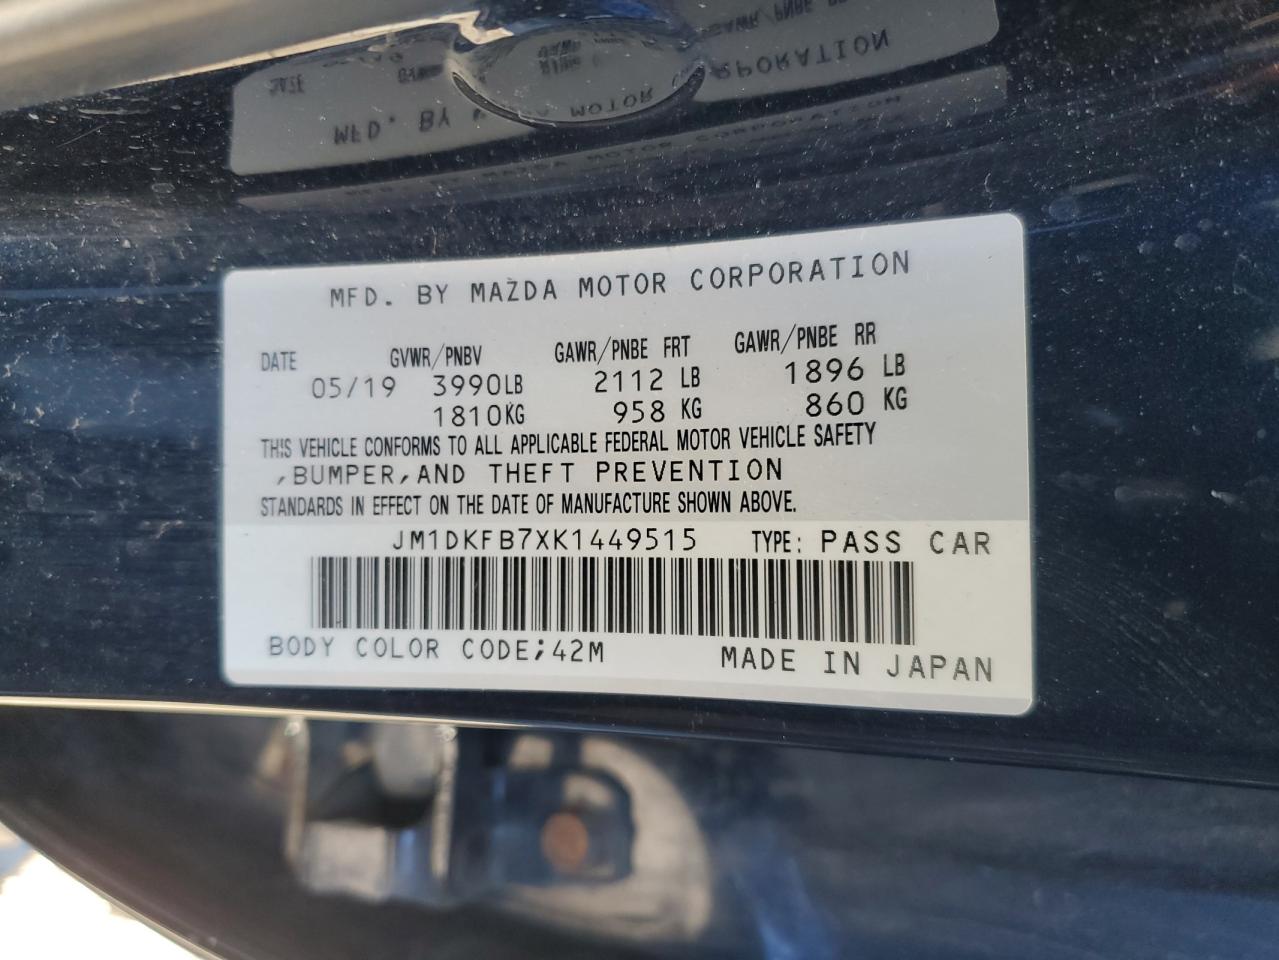 MFD. BY MAZDA MOTOR CORPORATION
DATE GVWR/PNBV GAWR/PNBE FRT GAWR/PNBE RR
05/19 3990LB 2112 LB 1896 LB
1810KG 958 KG 860 KG
THIS VEHICLE CONFORMS TO ALL APPLICABLE FEDERAL MOTOR VEHICLE SAFETY
,BUMPER,AND THEFT PREVENTION
STANDARDS IN EFFECT ON THE DATE OF MANUFACTURE SHOWN ABOVE.
JM1DKFB7XK1449515 TYPE: PASS CAR
BODY COLOR CODE;42M MADE IN JAPAN